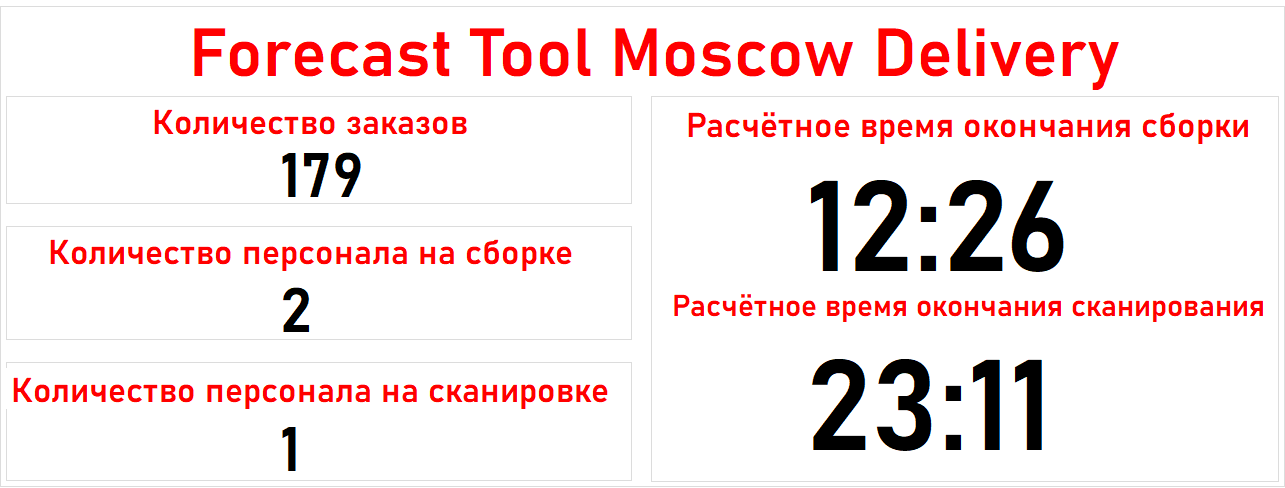 Forecast Tool Moscow Delivery
Количество заказов
179
Количество персонала на сборке
2
Количество персонала на сканировке
1
Расчётное время окончания сборки
12:26
Расчётное время окончания сканирования
23:11